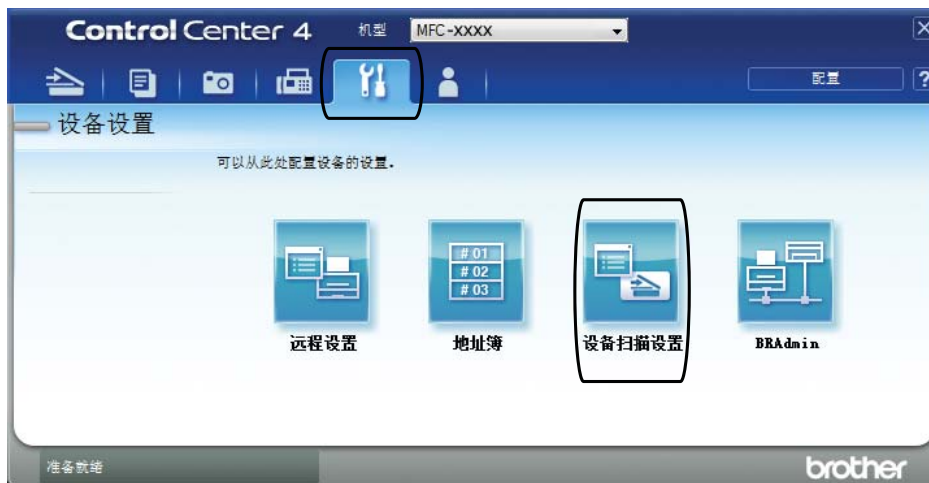 ControlCenter 4 机型 MFC-XXXX
配置 ?
设备设置
可以从此处配置设备的设置。
# 01
# 02
# 03
远程设置 地址簿 设备扫描设置 BRAdmin
准备就绪 brother